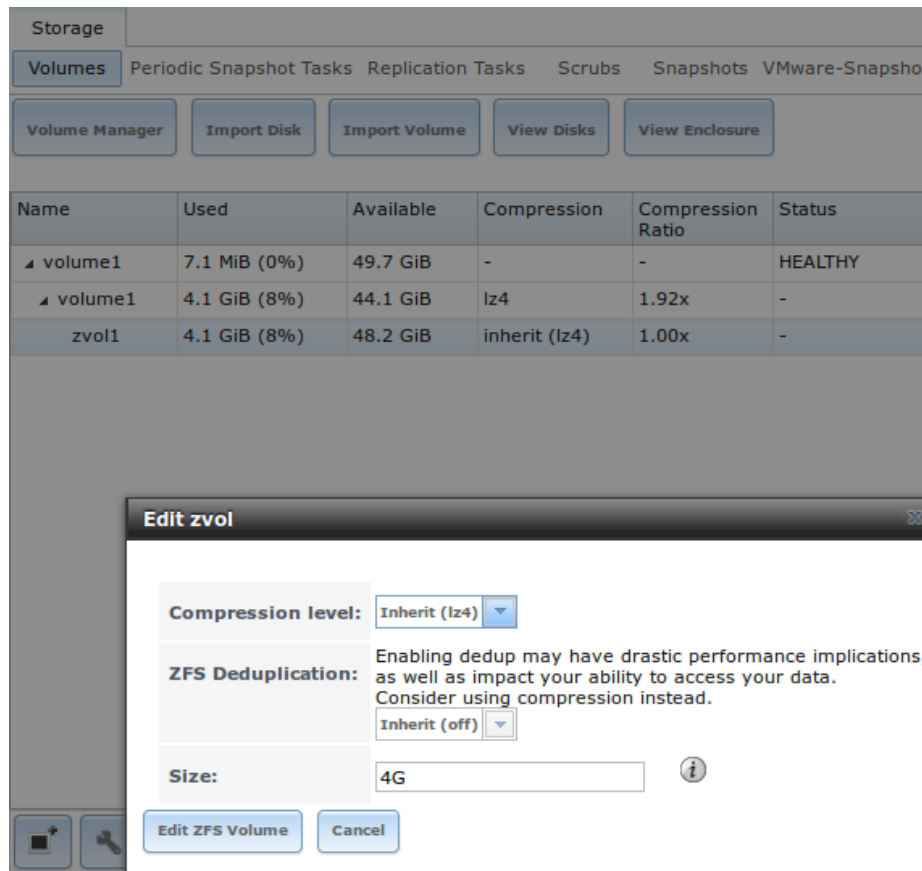 Storage
Volumes Periodic Snapshot Tasks Replication Tasks Scrubs Snapshots
Volume Manager Import Disk Import Volume View Disks View Enclosure
Name Used Available Compression Compression Status
Ratio
volume1 7.1 MiB (0%) 49.7 GiB - - HEALTHY
volume1 4.1 GiB (8%) 44.1 GiB lz4 1.92x -
zvol1 4.1 GiB (8%) 48.2 GiB inherit (lz4) 1.00x -
Edit zvol
Compression level: Inherit (lz4)
Enabling dedup may have drastic performance implications
ZFS Deduplication: as well as impact your ability to access your data.
Consider using compression instead.
Inherit (off)
Size: 4G i
Edit ZFS Volume Cancel